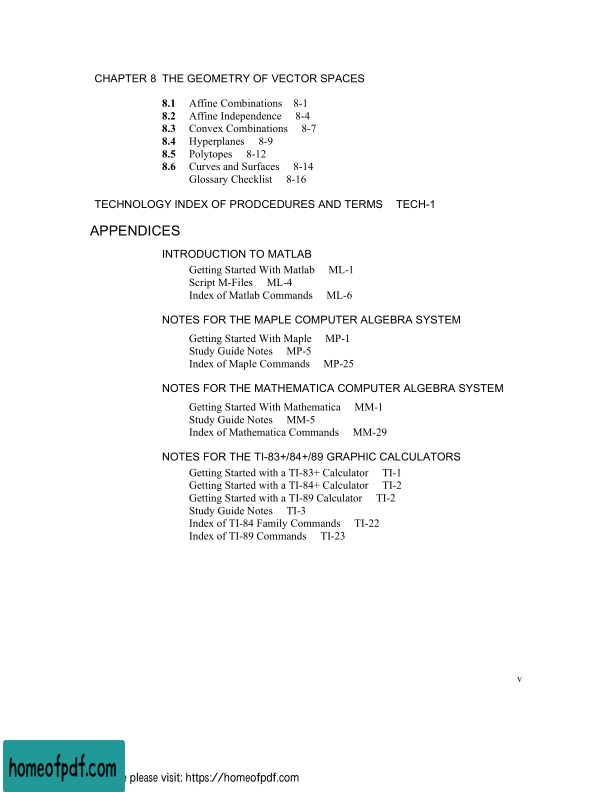 CHAPTER 8 THE GEOMETRY OF VECTOR SPACES
8.1 Affine Combinations 8-1
8.2 Affine Independence 8-4
8.3 Convex Combinations 8-7
8.4 Hyperplanes 8-9
8.5 Polytopes 8-12
8.6 Curves and Surfaces 8-14
Glossary Checklist 8-16
TECHNOLOGY INDEX OF PRODCEDURES AND TERMS TECH-1
APPENDICES
INTRODUCTION TO MATLAB
Getting Started With Matlab ML-1
Script M-Files ML-4
Index of Matlab Commands ML-6
NOTES FOR THE MAPLE COMPUTER ALGEBRA SYSTEM
Getting Started With Maple MP-1
Study Guide Notes MP-5
Index of Maple Commands MP-25
NOTES FOR THE MATHEMATICA COMPUTER ALGEBRA SYSTEM
Getting Started With Mathematica MM-1
Study Guide Notes MM-5
Index of Mathematica Commands MM-29
NOTES FOR THE TI-83+/84+/89 GRAPHIC CALCULATORS
Getting Started with a TI-83+ Calculator TI-1
Getting Started with a TI-84+ Calculator TI-2
Getting Started with a TI-89 Calculator TI-2
Study Guide Notes TI-3
Index of TI-84 Family Commands TI-22
Index of TI-89 Commands TI-23
v
homeofpdf.com
please visit: https://homeofpdf.com